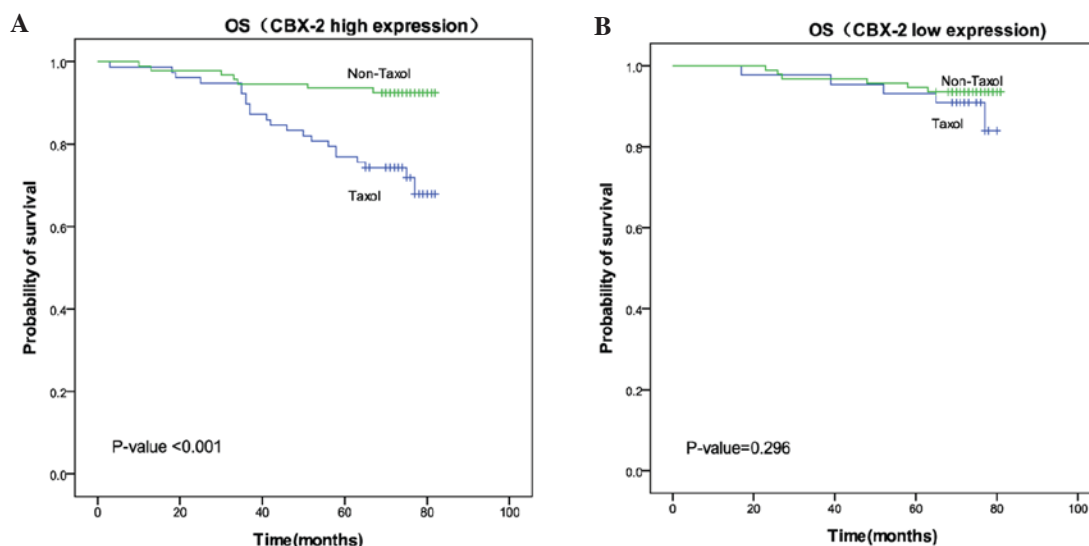 A
OS（CBX-2 high expression）
Probability of survival
1.0
0.8
0.6
0.4
0.2
0.0
Non-Taxol
Taxol
P-value <0.001
0 20 40 60 80 100
Time(months)
B
OS（CBX-2 low expression)
Probability of survival
1.0
0.8
0.6
0.4
0.2
0.0
Non-Taxol
Taxol
P-value=0.296
0 20 40 60 80 100
Time(months)